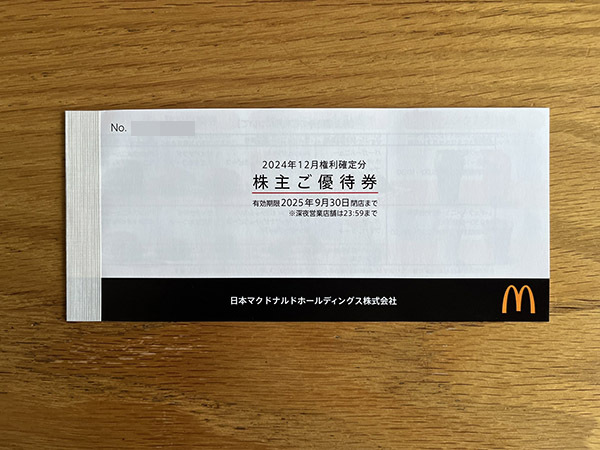 No.
2024年12月権利確定分
株主ご優待券
有効期限2025年9月30日閉店まで
※深夜営業店舗は23:59まで
日本マクドナルドホールディングス株式会社